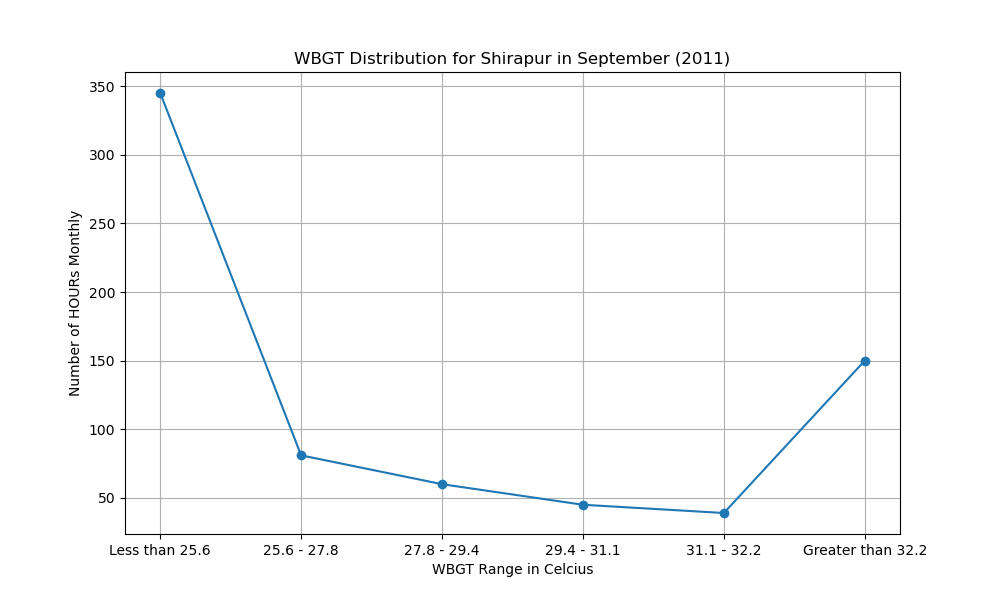 WBGT Distribution for Shirapur in September (2011)
Number of HOURs Monthly
350
300
250
200
150
100
50
Less than 25.6
25.6 - 27.8
27.8 - 29.4
29.4 - 31.1
31.1 - 32.2
Greater than 32.2
WBGT Range in Celcius